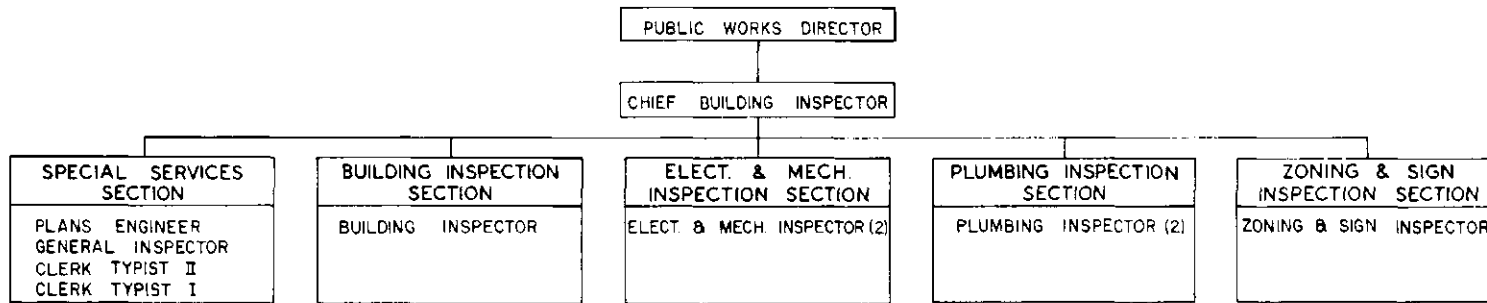 PUBLIC WORKS DIRECTOR
CHIEF BUILDING INSPECTOR
SPECIAL SERVICES
SECTION
PLANS ENGINEER
GENERAL INSPECTOR
CLERK TYPIST II
CLERK TYPIST I
BUILDING INSPECTION
SECTION
BUILDING INSPECTOR
ELECT. & MECH.
INSPECTION SECTION
ELECT. & MECH. INSPECTOR (2)
PLUMBING INSPECTION
SECTION
PLUMBING INSPECTOR (2)
ZONING & SIGN
INSPECTION SECTION
ZONING & SIGN INSPECTOR